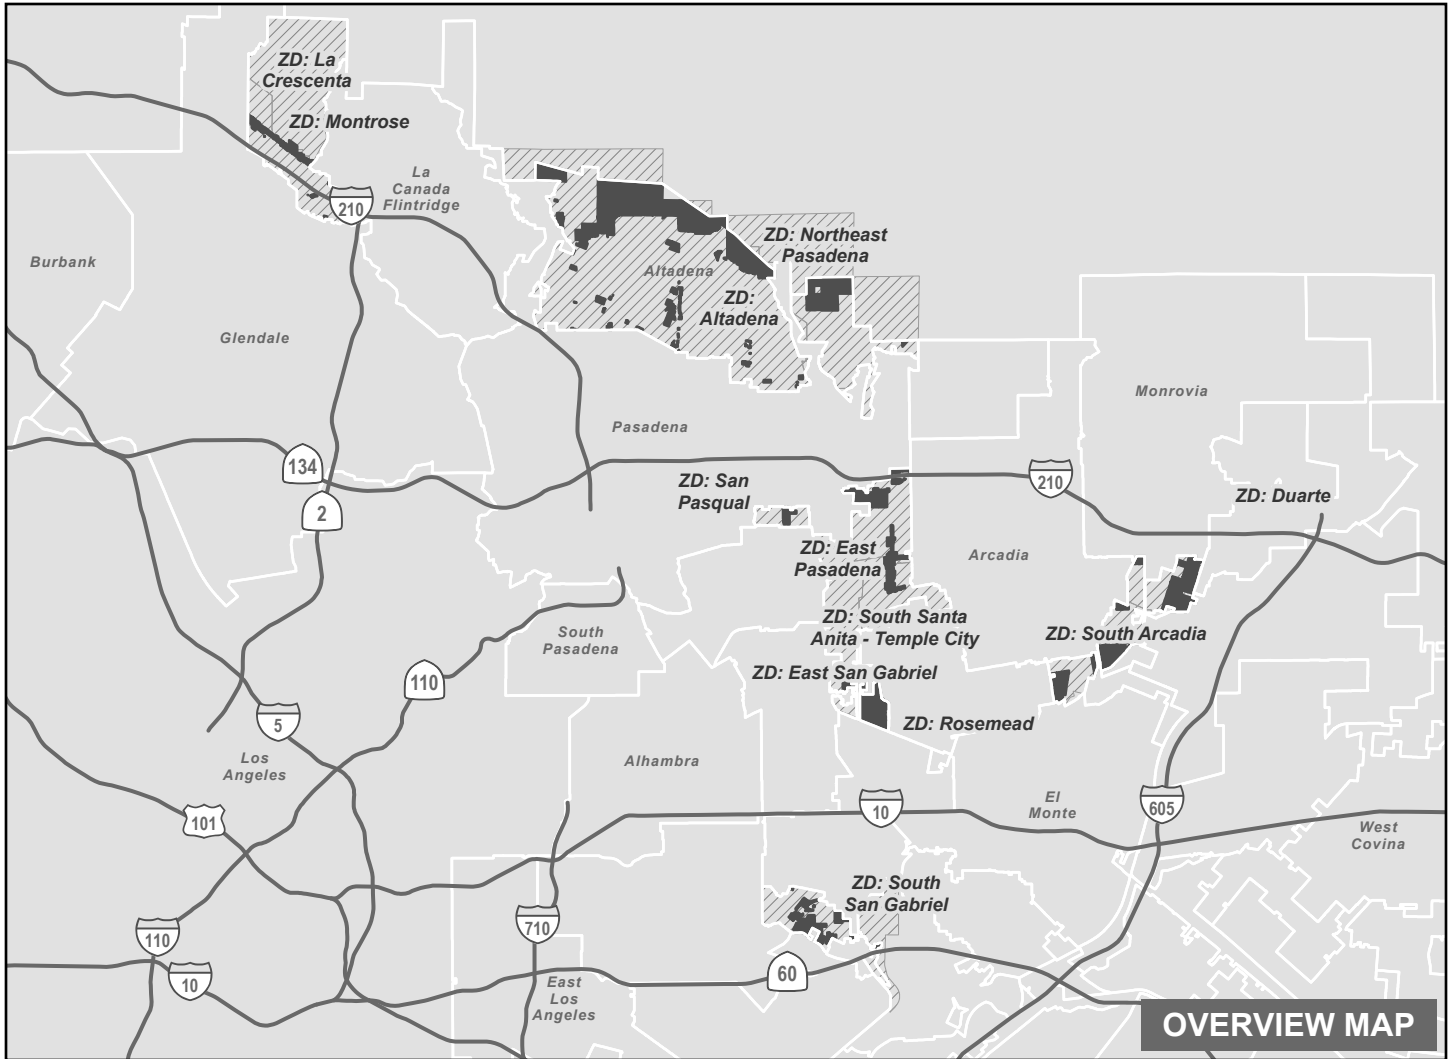 ZD: La
Crescenta
ZD: Montrose
La
Canada
Flintridge
210
ZD: Northeast
Pasadena
Burbank
Altadena
ZD:
Altadena
Glendale
Monrovia
Pasadena
134
ZD: San
Pasqual
210
ZD: Duarte
2
ZD: East
Pasadena
Arcadia
ZD: South Santa
Anita - Temple City
South
Pasadena
ZD: South Arcadia
ZD: East San Gabriel
110
5
ZD: Rosemead
Los
Angeles
Alhambra
101
10
El
Monte
605
West
Covina
ZD: South
San Gabriel
110
710
10
60
East
Los
Angeles
OVERVIEW MAP